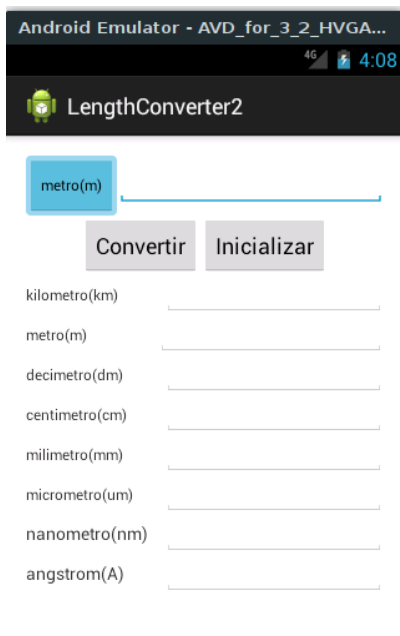 Android Emulator - AVD_for_3_2_HVGA...
4G 4:08
LengthConverter2
metro(m)
Convertir Inicializar
kilometro(km)
metro(m)
decimetro(dm)
centimetro(cm)
milimetro(mm)
micrometro(um)
nanometro(nm)
angstrom(A)